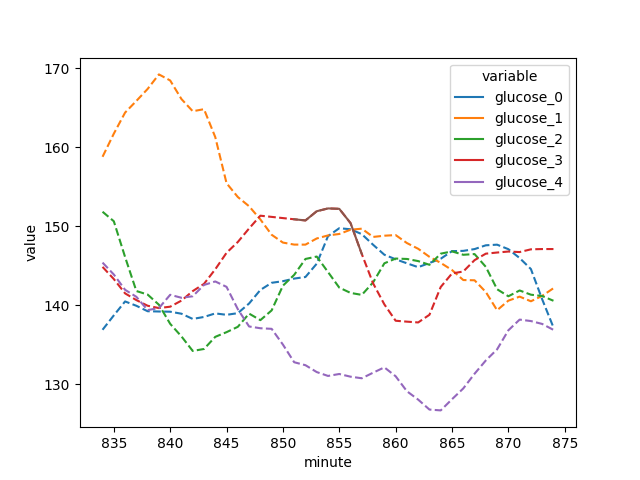 170
160
150
140
130
value
835 840 845 850 855 860 865 870 875
minute
variable
glucose_0
glucose_1
glucose_2
glucose_3
glucose_4